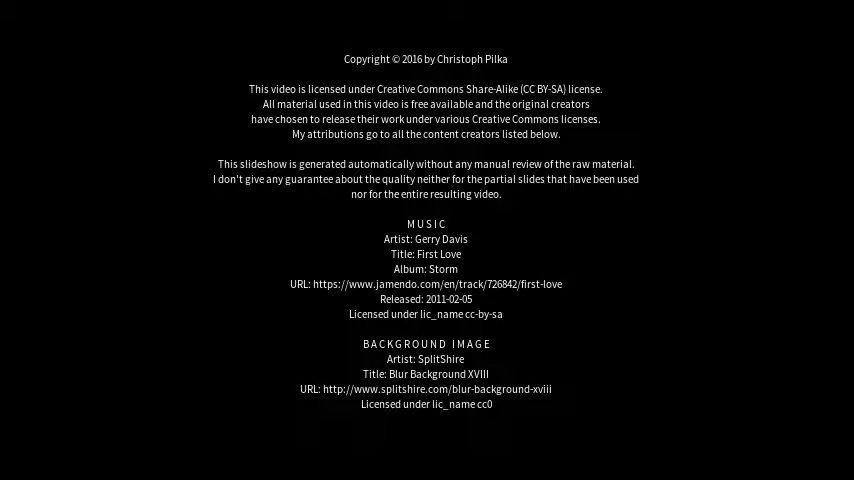 Copyright © 2016 by Christoph Pilka
This video is licensed under Creative Commons Share-Alike (CC BY-SA) license.
All material used in this video is free available and the original creators
have chosen to release their work under various Creative Commons licenses.
My attributions go to all the content creators listed below.
This slideshow is generated automatically without any manual review of the raw material.
I don't give any guarantee about the quality neither for the partial slides that have been used
nor for the entire resulting video.
MUSIC
Artist: Gerry Davis
Title: First Love
Album: Storm
URL: https://www.jamendo.com/en/track/726842/first-love
Released: 2011-02-05
Licensed under lic_name cc-by-sa
BACKGROUND IMAGE
Artist: SplitShire
Title: Blur Background XVIII
URL: http://www.splitshire.com/blur-background-xviii
Licensed under lic_name cc0